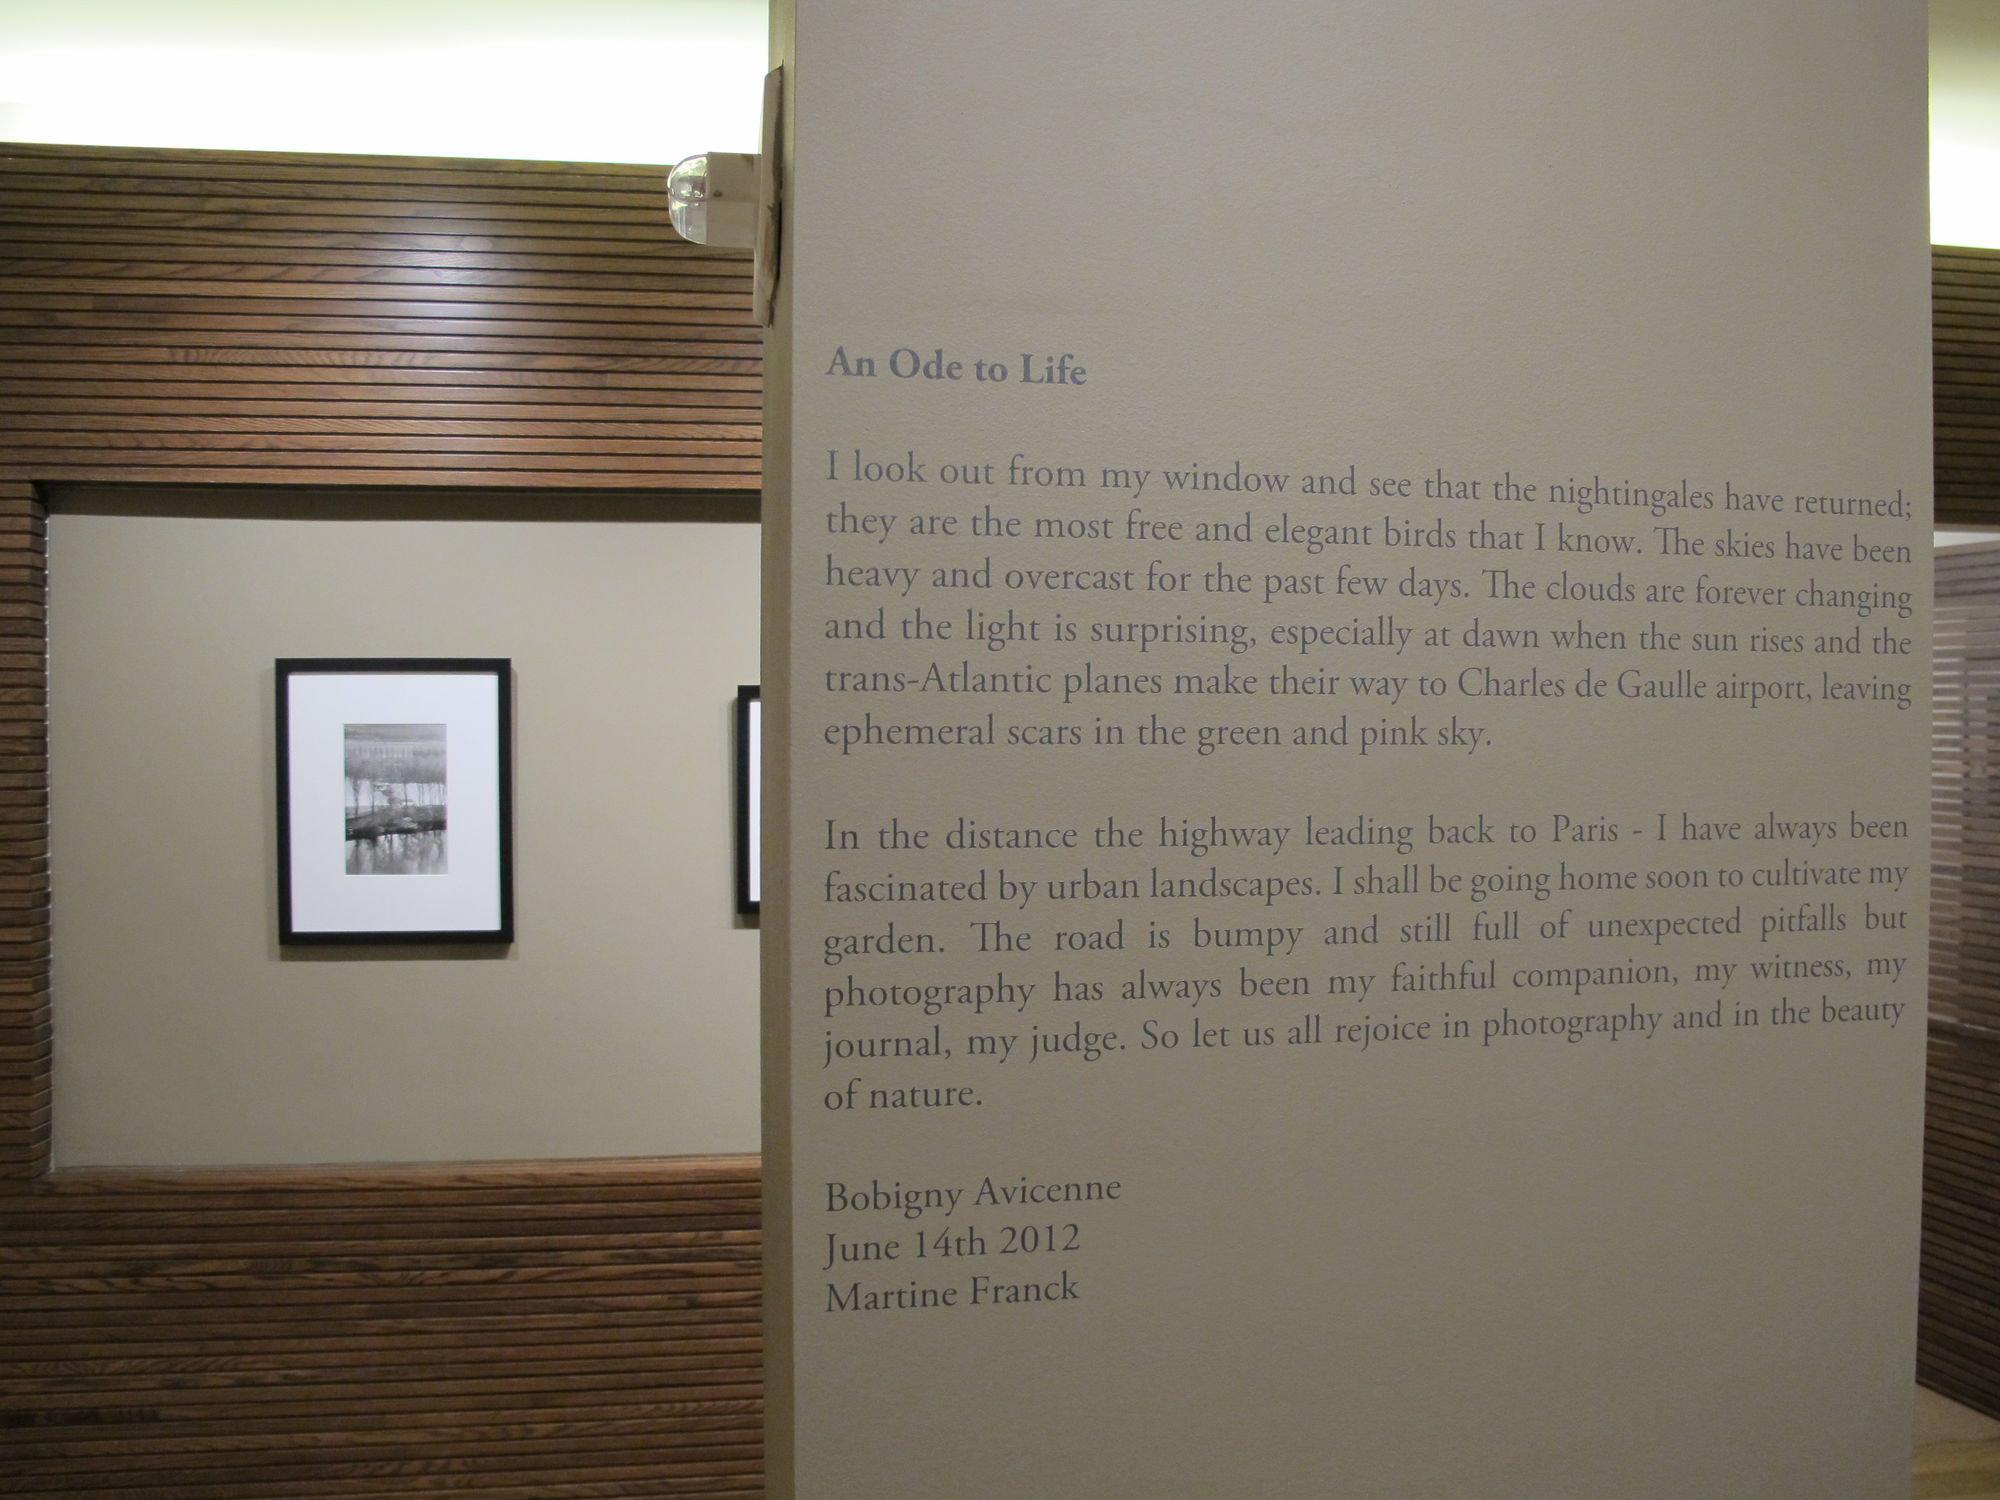 An Ode to Life
I look out from my window and see that the nightingales have returned;
they are the most free and elegant birds that I know. The skies have been
heavy and overcast for the past few days. The clouds are forever changing
and the light is surprising, especially at dawn when the sun rises and the
trans-Atlantic planes make their way to Charles de Gaulle airport, leaving
ephemeral scars in the green and pink sky.
In the distance the highway leading back to Paris - I have always been
fascinated by urban landscapes. I shall be going home soon to cultivate my
garden. The road is bumpy and still full of unexpected pitfalls but
photography has always been my faithful companion, my witness, my
journal, my judge. So let us all rejoice in photography and in the beauty
of nature.
Bobigny Avicenne
June 14th 2012
Martine Franck